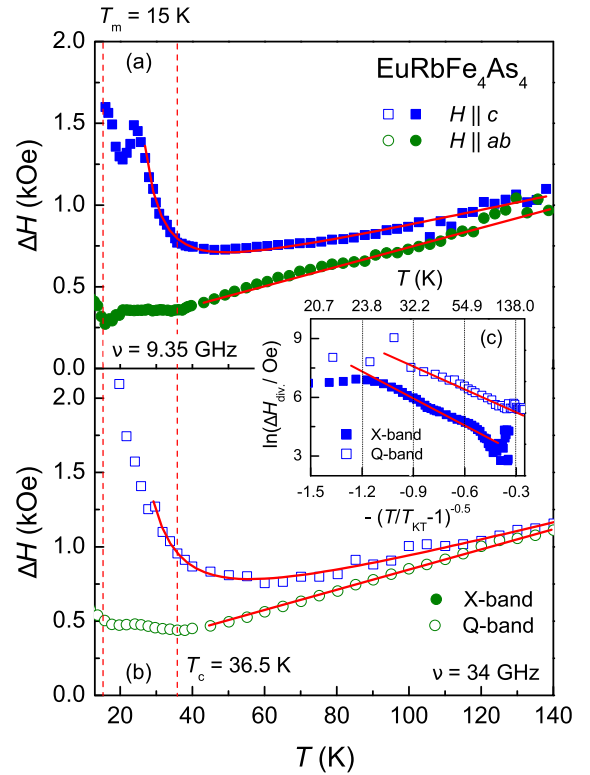 T_m = 15 K
2.0
(a)
EuRbFe₄As₄
H || c
H || ab
1.5
1.0
0.5
0.0
ΔH (kOe)
ν = 9.35 GHz
T (K)
20.7 23.8 32.2 54.9 138.0
(c)
9
6
3
ln(ΔH_div. / Oe)
X-band
Q-band
-1.5 -1.2 -0.9 -0.6 -0.3
- (T/T_KT-1)^-0.5
2.0
1.5
1.0
0.5
0.0
ΔH (kOe)
X-band
Q-band
(b)
T_c = 36.5 K
ν = 34 GHz
20 40 60 80 100 120 140
T (K)